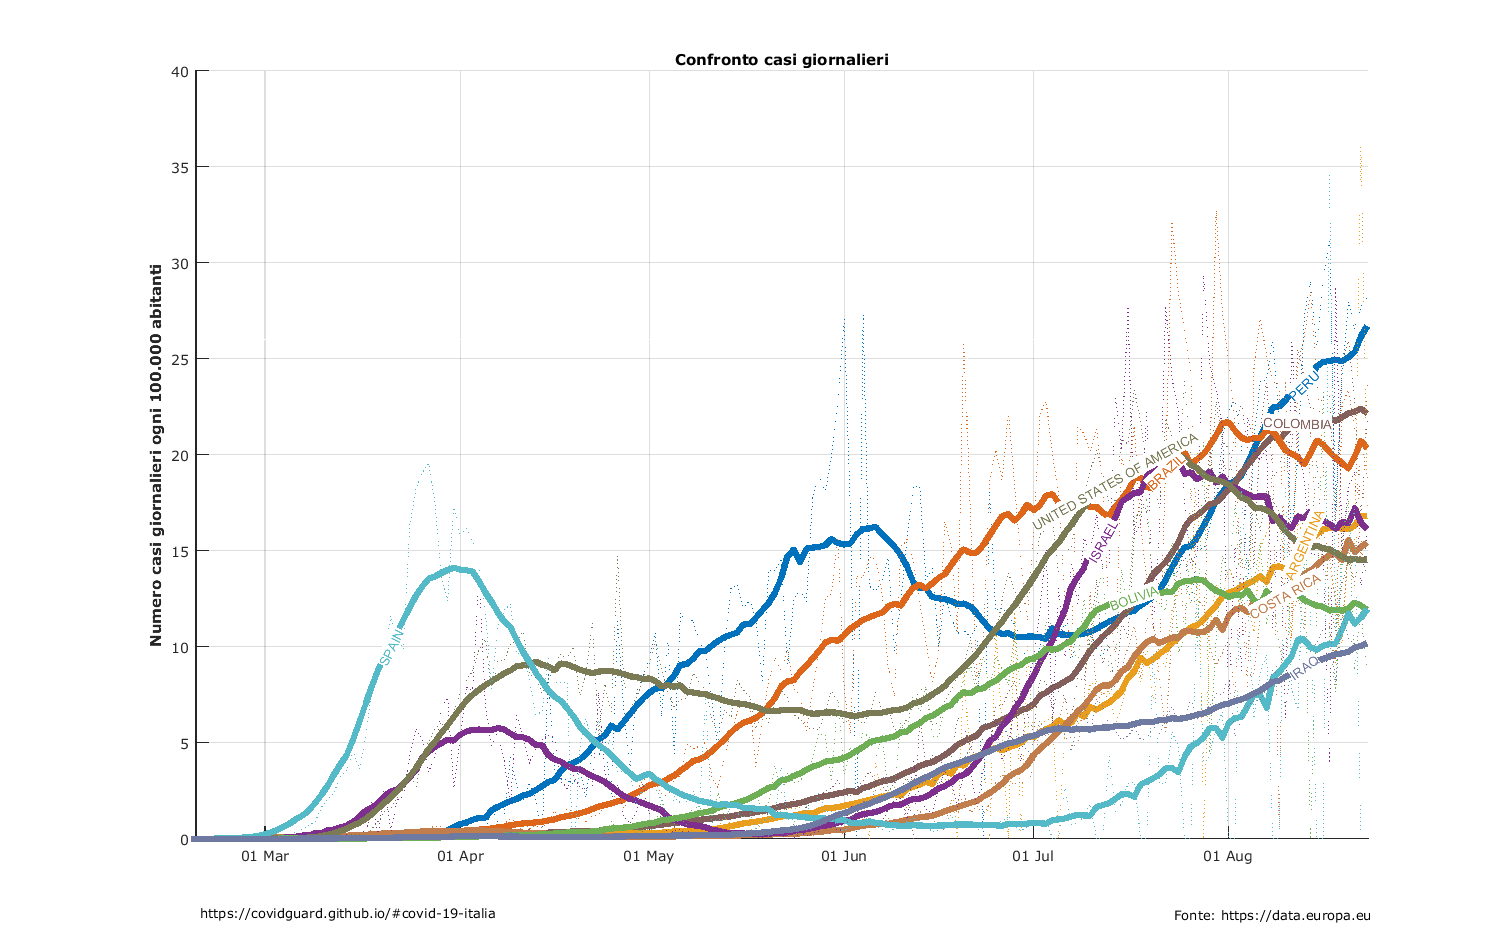 Confronto casi giornalieri
Numero casi giornalieri ogni 100.000 abitanti
40
35
30
25
20
15
10
5
0
01 Mar
01 Apr
01 May
01 Jun
01 Jul
01 Aug
SPAIN
UNITED STATES OF AMERICA
BRAZIL
ISRAEL
BOLIVIA
PERU
COLOMBIA
ARGENTINA
COSTA RICA
IRAQ
https://covidguard.github.io/#covid-19-italia
Fonte: https://data.europa.eu